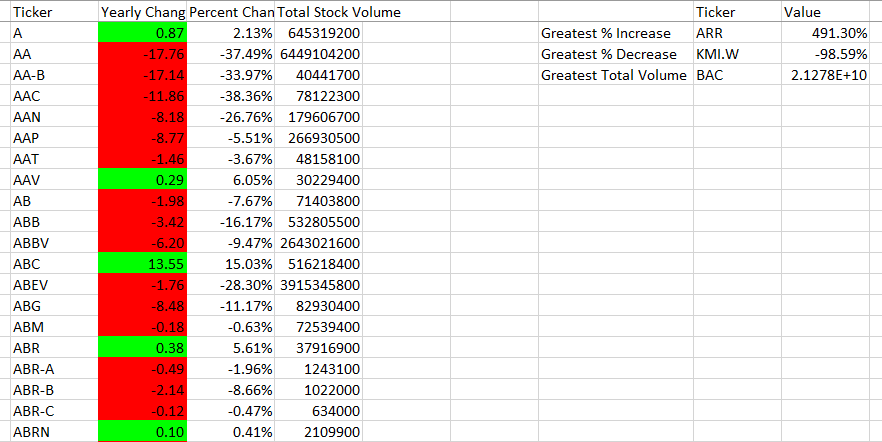 Ticker Yearly Chang Percent Chan Total Stock Volume Ticker Value
A 0.87 2.13% 645319200 Greatest % Increase ARR 491.30%
AA -17.76 -37.49% 6449104200 Greatest % Decrease KMI.W -98.59%
AA-B -17.14 -33.97% 40441700 Greatest Total Volume BAC 2.1278E+10
AAC -11.86 -38.36% 78122300
AAN -8.18 -26.76% 179606700
AAP -8.77 -5.51% 266930500
AAT -1.46 -3.67% 48158100
AAV 0.29 6.05% 30229400
AB -1.98 -7.67% 71403800
ABB -3.42 -16.17% 532805500
ABBV -6.20 -9.47% 2643021600
ABC 13.55 15.03% 516218400
ABEV -1.76 -28.30% 3915345800
ABG -8.48 -11.17% 82930400
ABM -0.18 -0.63% 72539400
ABR 0.38 5.61% 37916900
ABR-A -0.49 -1.96% 1243100
ABR-B -2.14 -8.66% 1022000
ABR-C -0.12 -0.47% 634000
ABRN 0.10 0.41% 2109900